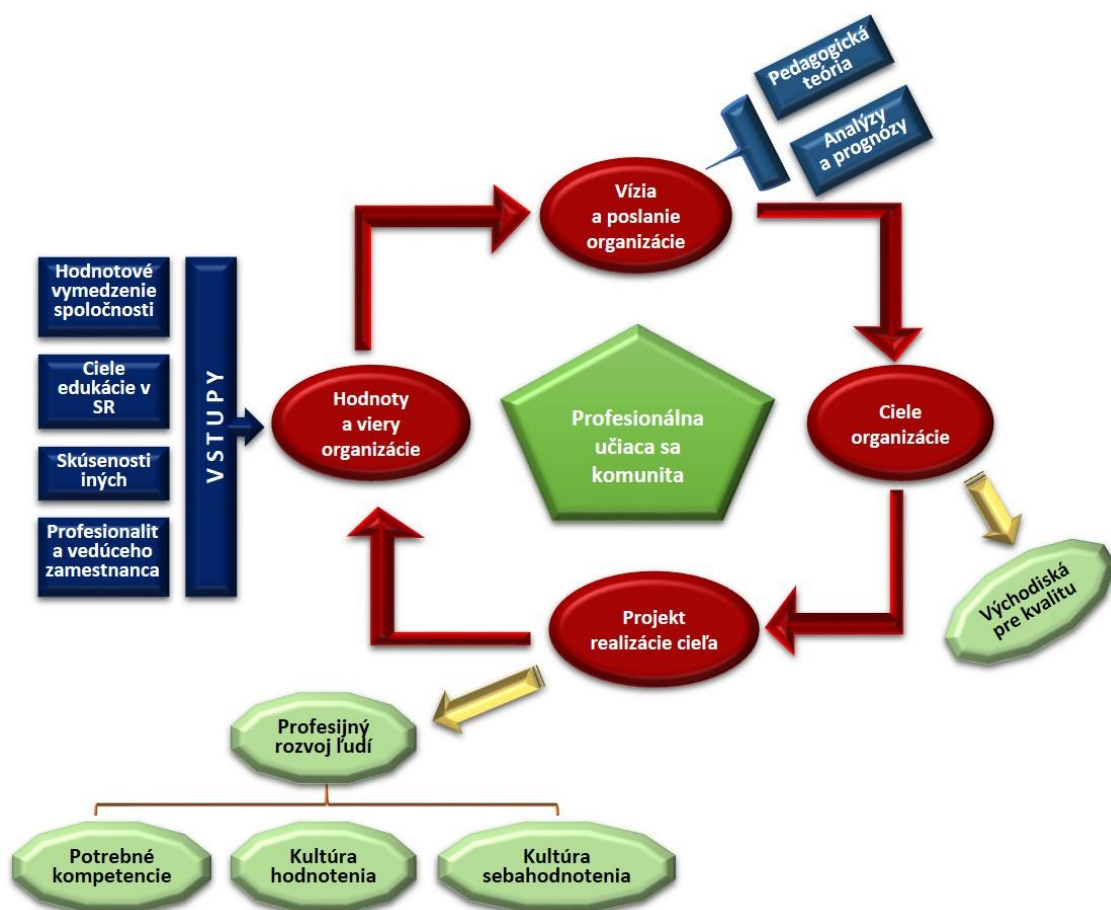 Pedagogická
teória
Analýzy
a prognózy
Vízia
a poslanie
organizácie
Hodnotové
vymedzenie
spoločnosti
Ciele
edukácie v
SR
Skúsenosti
iných
Profesionalit
a vedúceho
zamestnanca
VSTUPY
Hodnoty
a viery
organizácie
Profesionálna
učiaca sa
komunita
Ciele
organizácie
Východiská
pre kvalitu
Projekt
realizácie cieľa
Profesijný
rozvoj ľudí
Potrebné
kompetencie
Kultúra
hodnotenia
Kultúra
sebahodnotenia